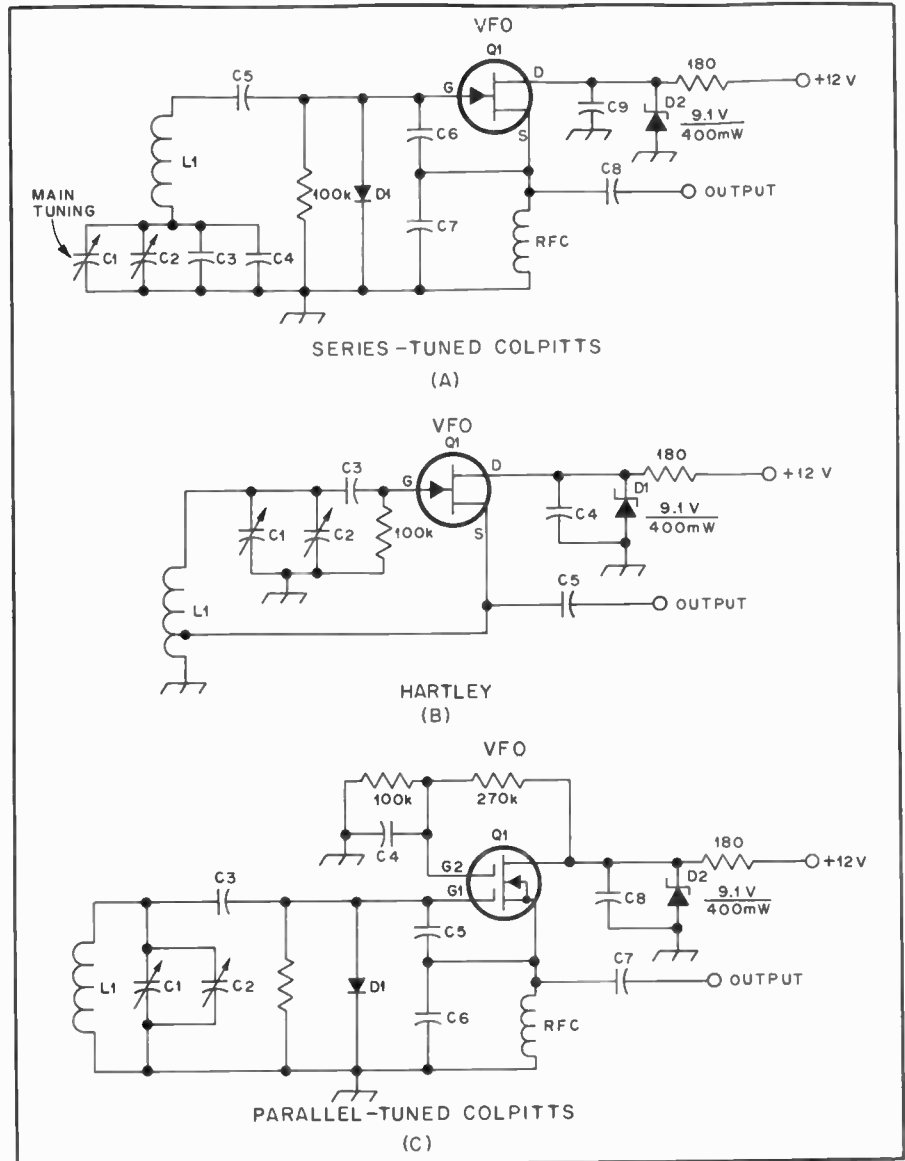 VFO
Q1
C5
G
D
S
180
+12 V
D2
9.1 V
400mW
C9
C6
L1
100k
D1
C8
OUTPUT
MAIN
TUNING
C7
RFC
C1
C2
C3
C4
SERIES-TUNED COLPITTS
(A)
VFO
Q1
C3
G
D
S
180
+12 V
D1
9.1 V
400mW
C4
C1
C2
100k
C5
OUTPUT
L1
HARTLEY
(B)
VFO
100k
270k
C4
Q1
180
+12V
G2
D2
9.1 V
400mW
C3
G1
C8
C5
C7
OUTPUT
L1
C1
C2
D1
C6
RFC
PARALLEL-TUNED COLPITTS
(C)